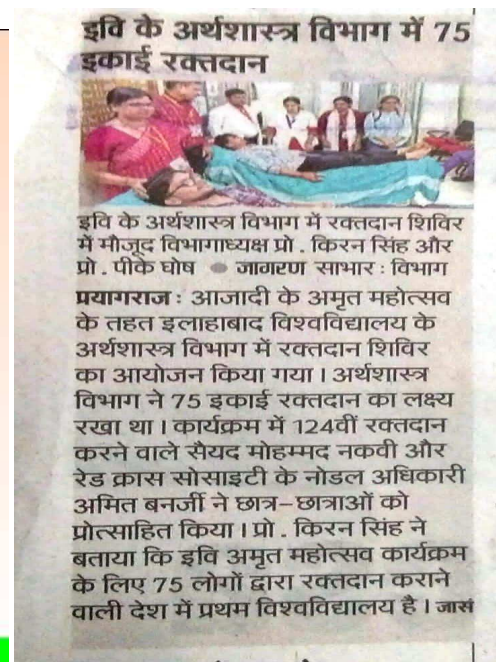 इवि के अर्थशास्त्र विभाग में 75
इकाई रक्तदान
इवि के अर्थशास्त्र विभाग में रक्तदान शिविर
में मौजूद विभागाध्यक्ष प्रो . किरन सिंह और
प्रो . पीके घोष ● जागरण साभार : विभाग
प्रयागराज : आजादी के अमृत महोत्सव
के तहत इलाहाबाद विश्वविद्यालय के
अर्थशास्त्र विभाग में रक्तदान शिविर
का आयोजन किया गया । अर्थशास्त्र
विभाग ने 75 इकाई रक्तदान का लक्ष्य
रखा था । कार्यक्रम में 124वीं रक्तदान
करने वाले सैयद मोहम्मद नकवी और
रेड क्रास सोसाइटी के नोडल अधिकारी
अमित बनर्जी ने छात्र-छात्राओं को
प्रोत्साहित किया । प्रो . किरन सिंह ने
बताया कि इवि अमृत महोत्सव कार्यक्रम
के लिए 75 लोगों द्वारा रक्तदान कराने
वाली देश में प्रथम विश्वविद्यालय है । जासं